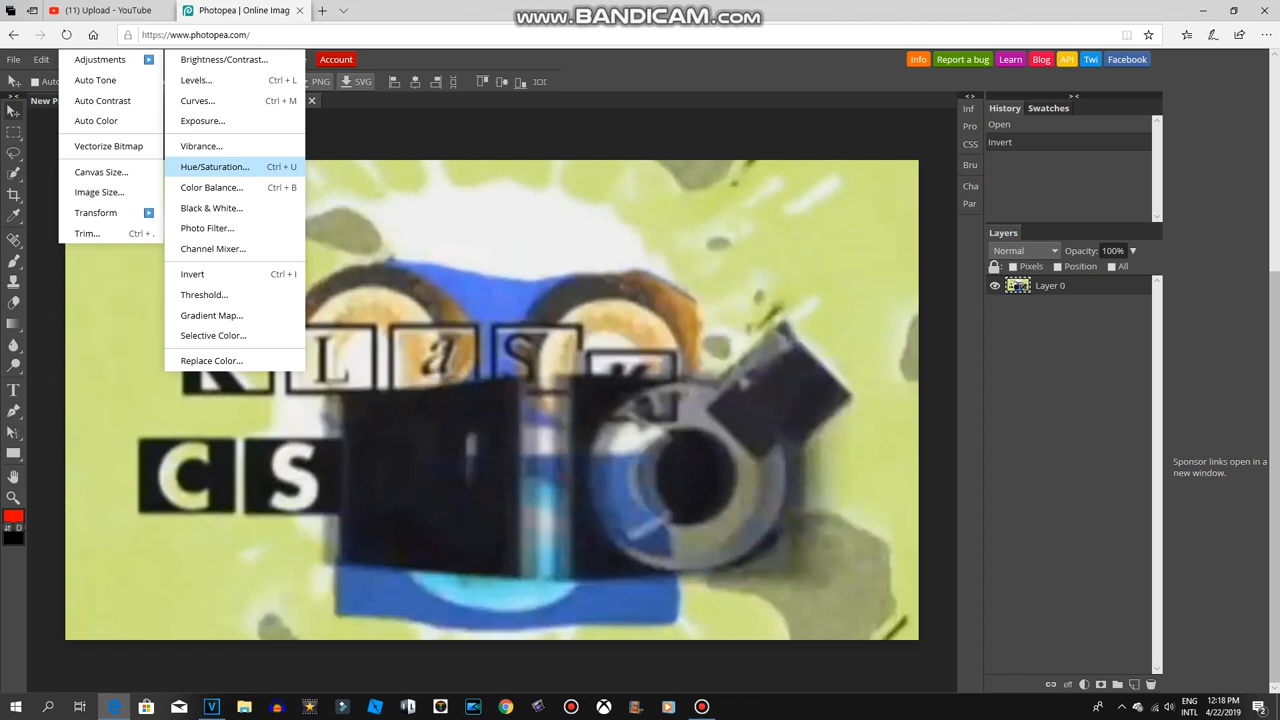 (11) Upload - YouTube
Photopea | Online Imag
www.BANDICAM.com
https://www.photopea.com/
File Edit
Account
Info Report a bug Learn Blog API Twi Facebook
Adjustments
Auto Tone
Auto Contrast
Auto Color
Vectorize Bitmap
Canvas Size...
Image Size...
Transform
Trim... Ctrl + .
Brightness/Contrast...
Levels... Ctrl + L
Curves... Ctrl + M
Exposure...
Vibrance...
Hue/Saturation... Ctrl + U
Color Balance... Ctrl + B
Black & White...
Photo Filter...
Channel Mixer...
Invert Ctrl + I
Threshold...
Gradient Map...
Selective Color...
Replace Color...
PNG SVG
K L a s
C S
Inf
Pro
CSS
Bru
Cha
Par
History Swatches
Open
Invert
Layers
Normal Opacity: 100%
Pixels Position All
Layer 0
T
D
eff
Sponsor links open in a
new window.
ENG 12:18 PM
INTL 4/22/2019
2